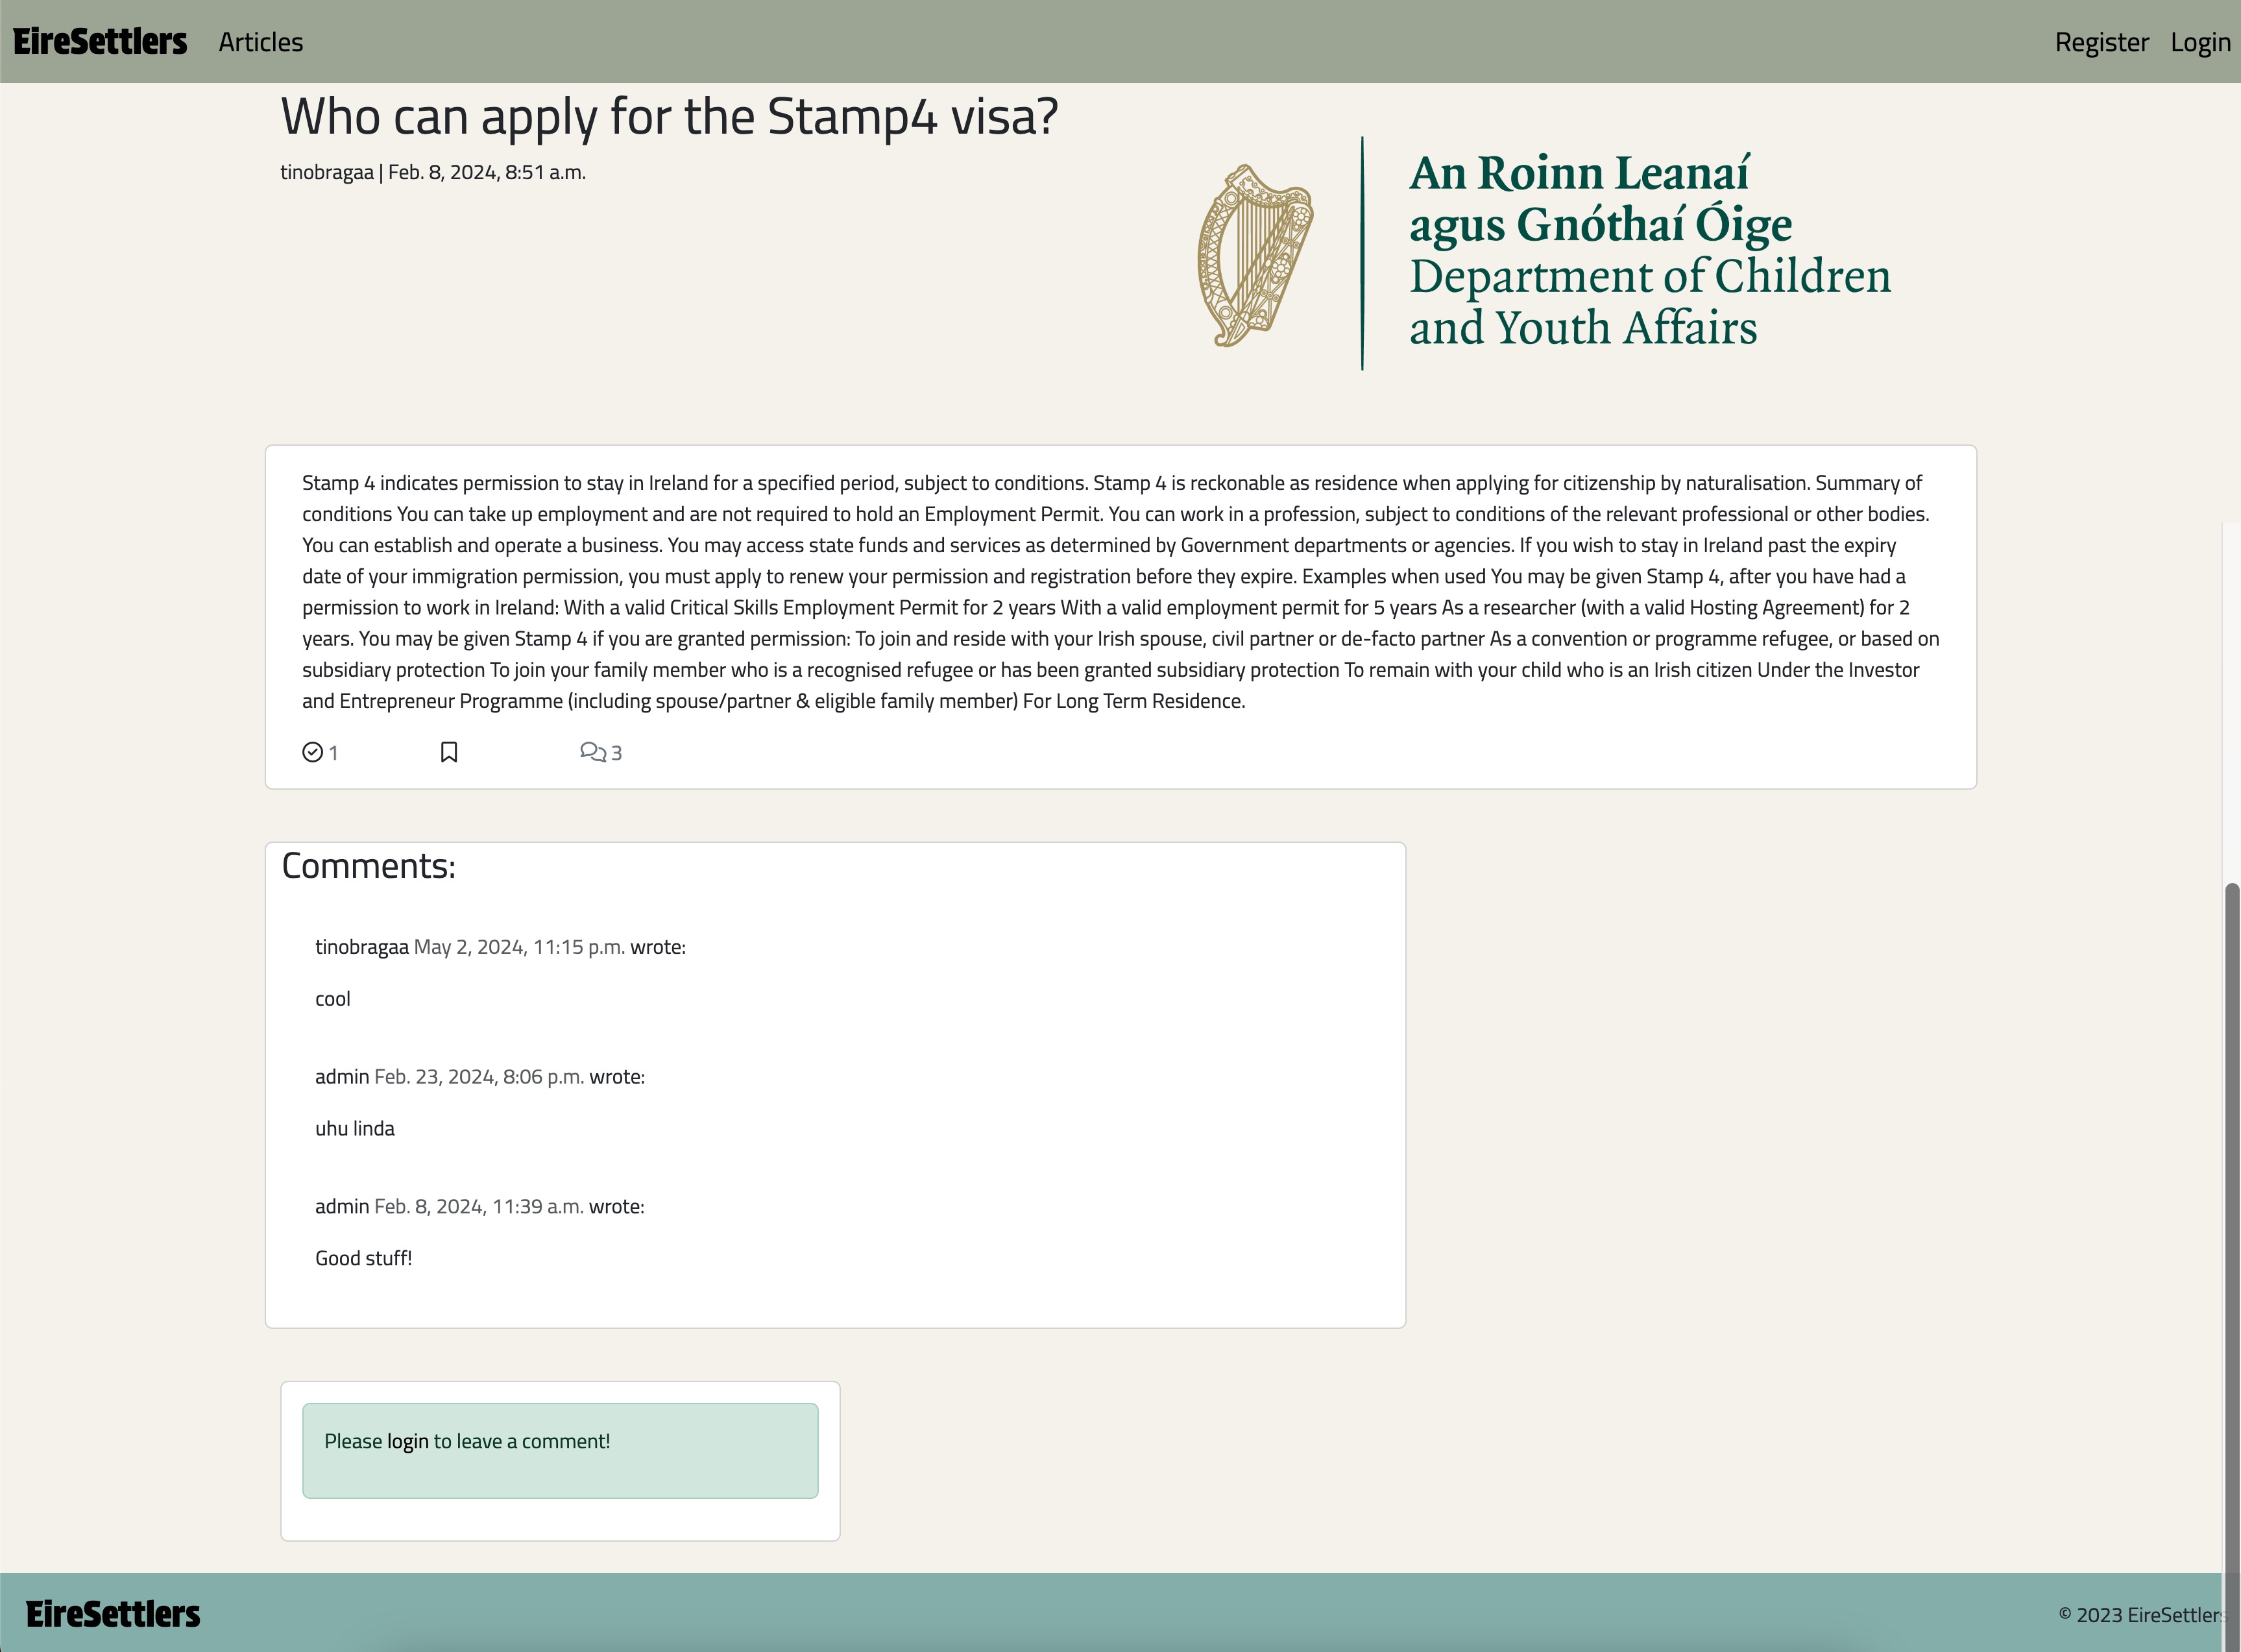 EireSettlers Articles Register Login
Who can apply for the Stamp4 visa?
tinobragaa | Feb. 8, 2024, 8:51 a.m.
An Roinn Leanaí
agus Gnóthaí Óige
Department of Children
and Youth Affairs
Stamp 4 indicates permission to stay in Ireland for a specified period, subject to conditions. Stamp 4 is reckonable as residence when applying for citizenship by naturalisation. Summary of
conditions You can take up employment and are not required to hold an Employment Permit. You can work in a profession, subject to conditions of the relevant professional or other bodies.
You can establish and operate a business. You may access state funds and services as determined by Government departments or agencies. If you wish to stay in Ireland past the expiry
date of your immigration permission, you must apply to renew your permission and registration before they expire. Examples when used You may be given Stamp 4, after you have had a
permission to work in Ireland: With a valid Critical Skills Employment Permit for 2 years With a valid employment permit for 5 years As a researcher (with a valid Hosting Agreement) for 2
years. You may be given Stamp 4 if you are granted permission: To join and reside with your Irish spouse, civil partner or de-facto partner As a convention or programme refugee, or based on
subsidiary protection To join your family member who is a recognised refugee or has been granted subsidiary protection To remain with your child who is an Irish citizen Under the Investor
and Entrepreneur Programme (including spouse/partner & eligible family member) For Long Term Residence.
1 3
Comments:
tinobragaa May 2, 2024, 11:15 p.m. wrote:
cool
admin Feb. 23, 2024, 8:06 p.m. wrote:
uhu linda
admin Feb. 8, 2024, 11:39 a.m. wrote:
Good stuff!
Please login to leave a comment!
EireSettlers © 2023 EireSettlers